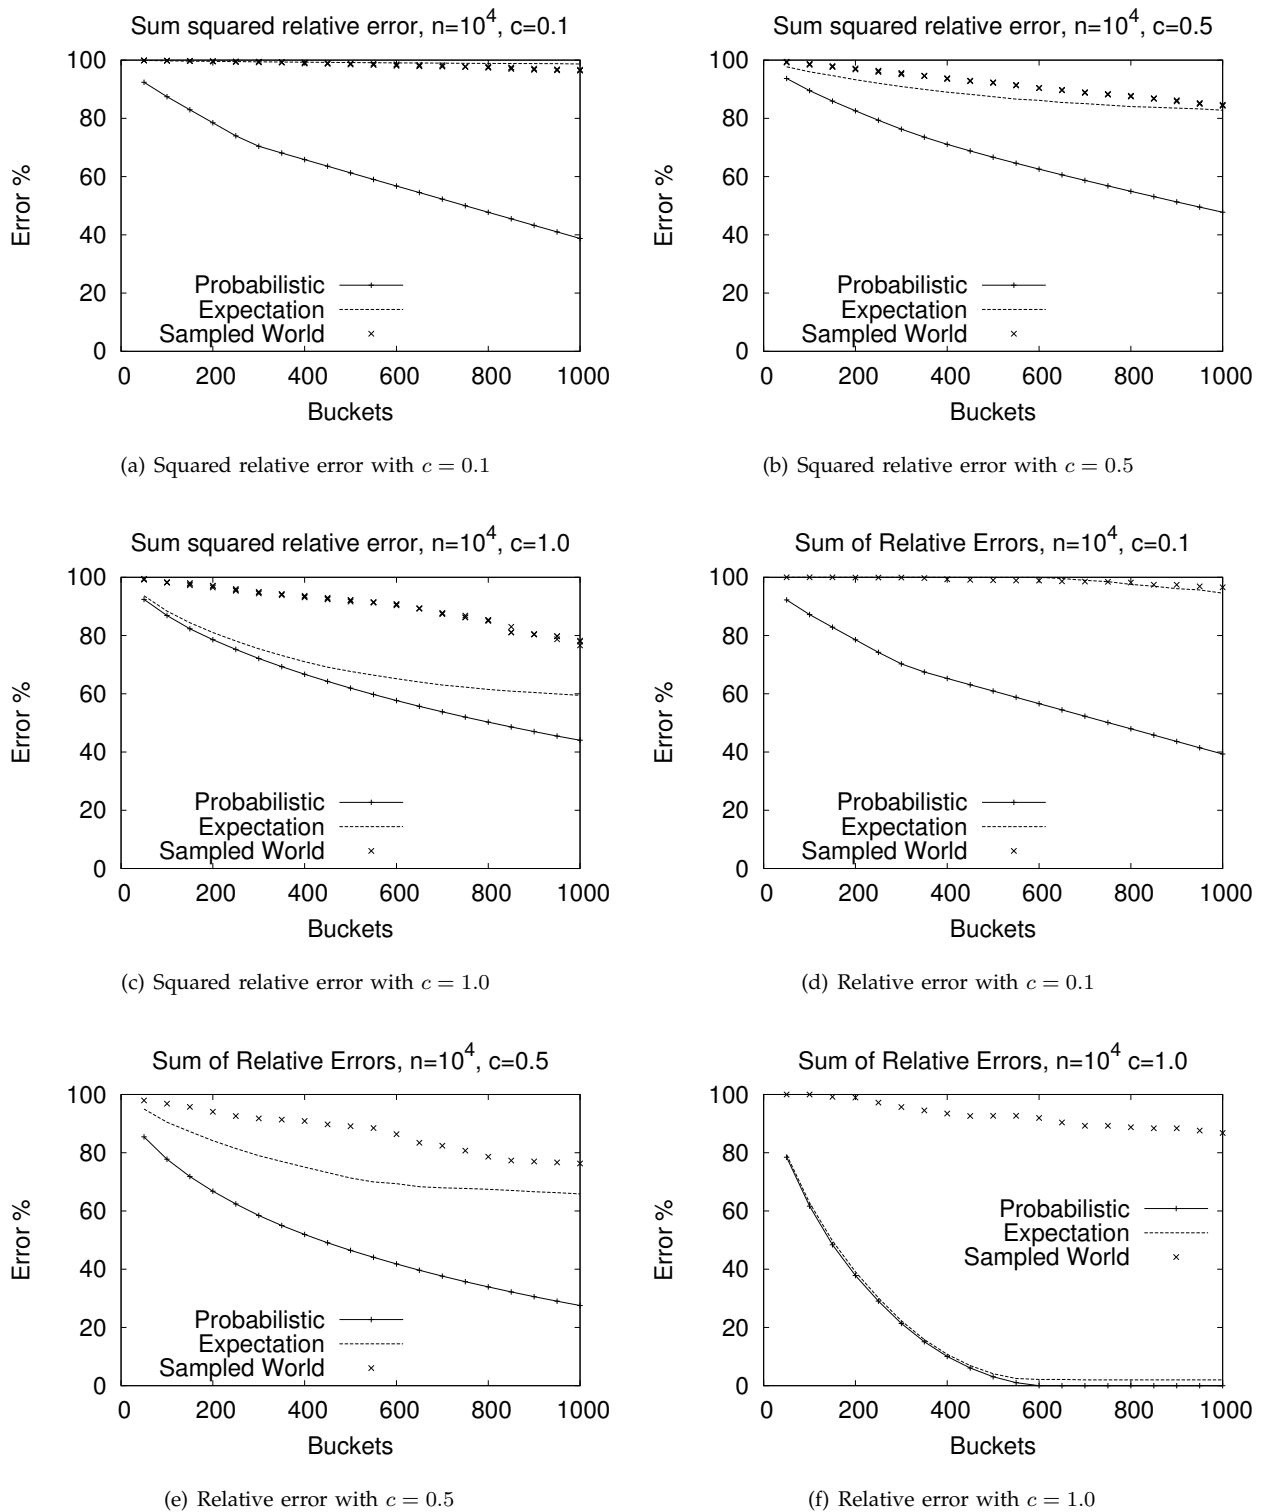 Sum squared relative error, n=10^4, c=0.1
100
80
60
40
20
0
Error %
Probabilistic
Expectation
Sampled World
0 200 400 600 800 1000
Buckets
(a) Squared relative error with c = 0.1
Sum squared relative error, n=10^4, c=0.5
100
80
60
40
20
0
Error %
Probabilistic
Expectation
Sampled World
0 200 400 600 800 1000
Buckets
(b) Squared relative error with c = 0.5
Sum squared relative error, n=10^4, c=1.0
100
80
60
40
20
0
Error %
Probabilistic
Expectation
Sampled World
0 200 400 600 800 1000
Buckets
(c) Squared relative error with c = 1.0
Sum of Relative Errors, n=10^4, c=0.1
100
80
60
40
20
0
Error %
Probabilistic
Expectation
Sampled World
0 200 400 600 800 1000
Buckets
(d) Relative error with c = 0.1
Sum of Relative Errors, n=10^4, c=0.5
100
80
60
40
20
0
Error %
Probabilistic
Expectation
Sampled World
0 200 400 600 800 1000
Buckets
(e) Relative error with c = 0.5
Sum of Relative Errors, n=10^4 c=1.0
100
80
60
40
20
0
Error %
Probabilistic
Expectation
Sampled World
0 200 400 600 800 1000
Buckets
(f) Relative error with c = 1.0